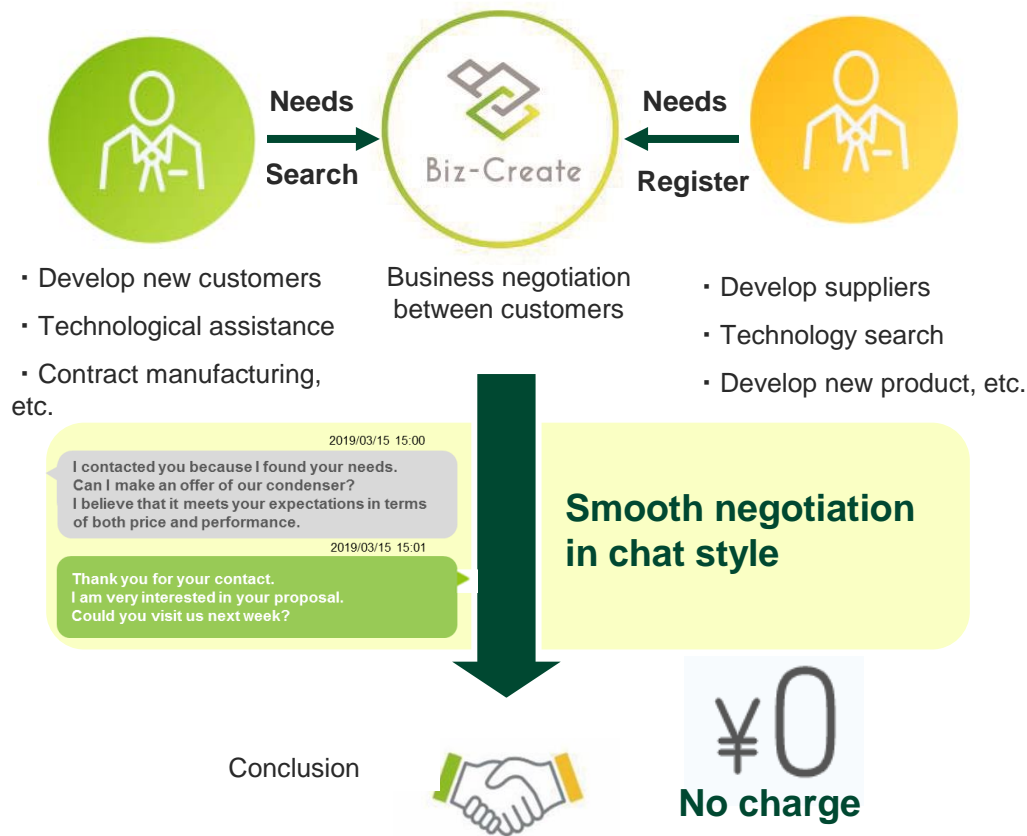 Needs
Search
Biz-Create
Needs
Register
・Develop new customers
・Technological assistance
・Contract manufacturing,
etc.
Business negotiation
between customers
・Develop suppliers
・Technology search
・Develop new product, etc.
2019/03/15 15:00
I contacted you because I found your needs.
Can I make an offer of our condenser?
I believe that it meets your expectations in terms
of both price and performance.
2019/03/15 15:01
Thank you for your contact.
I am very interested in your proposal.
Could you visit us next week?
Smooth negotiation
in chat style
Conclusion
¥0
No charge